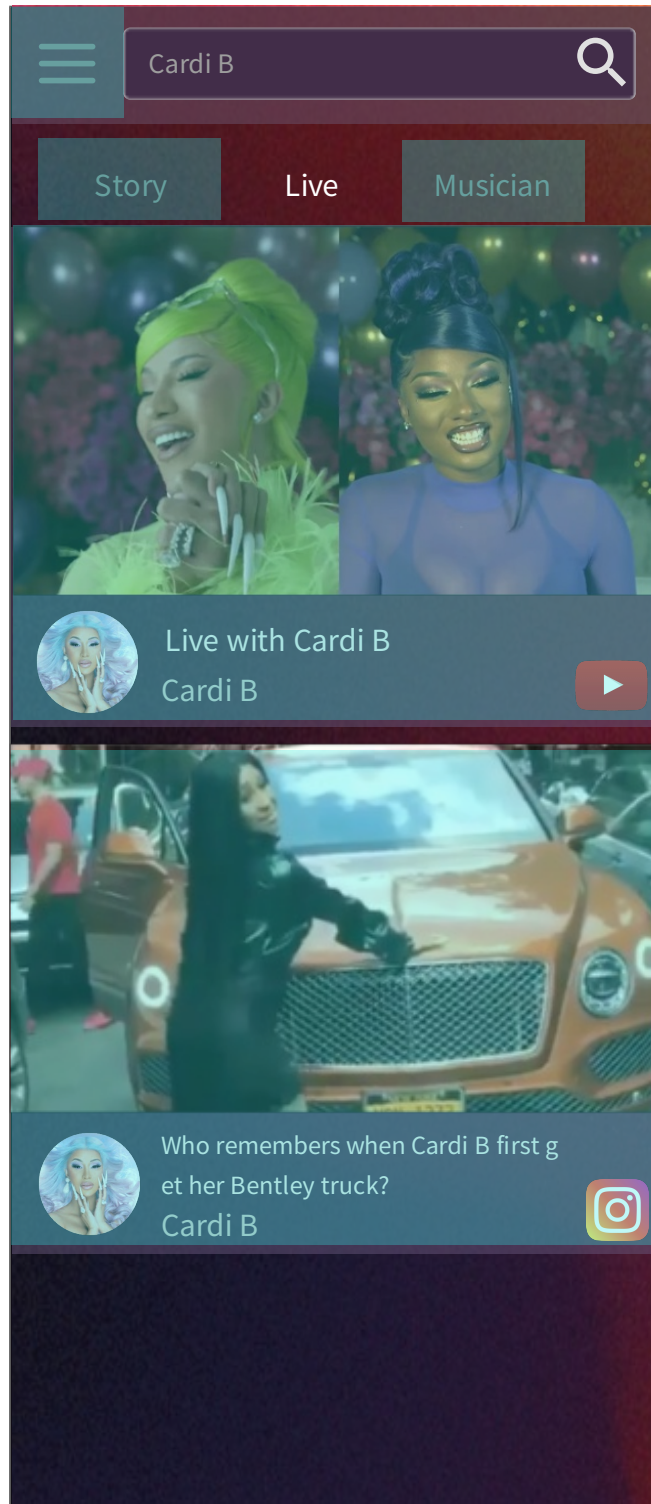 Cardi B
Story
Live
Musician
Live with Cardi B
Cardi B
Who remembers when Cardi B first g
et her Bentley truck?
Cardi B